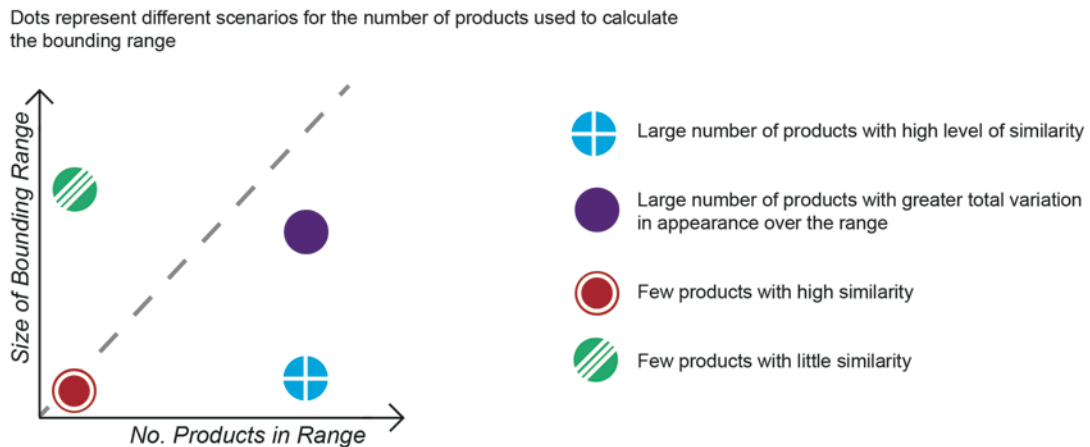 Dots represent different scenarios for the number of products used to calculate
the bounding range
Size of Bounding Range
No. Products in Range
Large number of products with high level of similarity
Large number of products with greater total variation
in appearance over the range
Few products with high similarity
Few products with little similarity